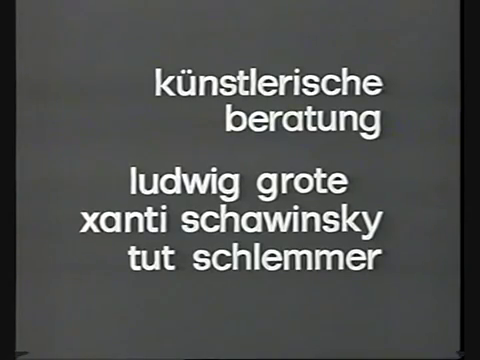 künstlerische
beratung
ludwig grote
xanti schawinsky
tut schlemmer